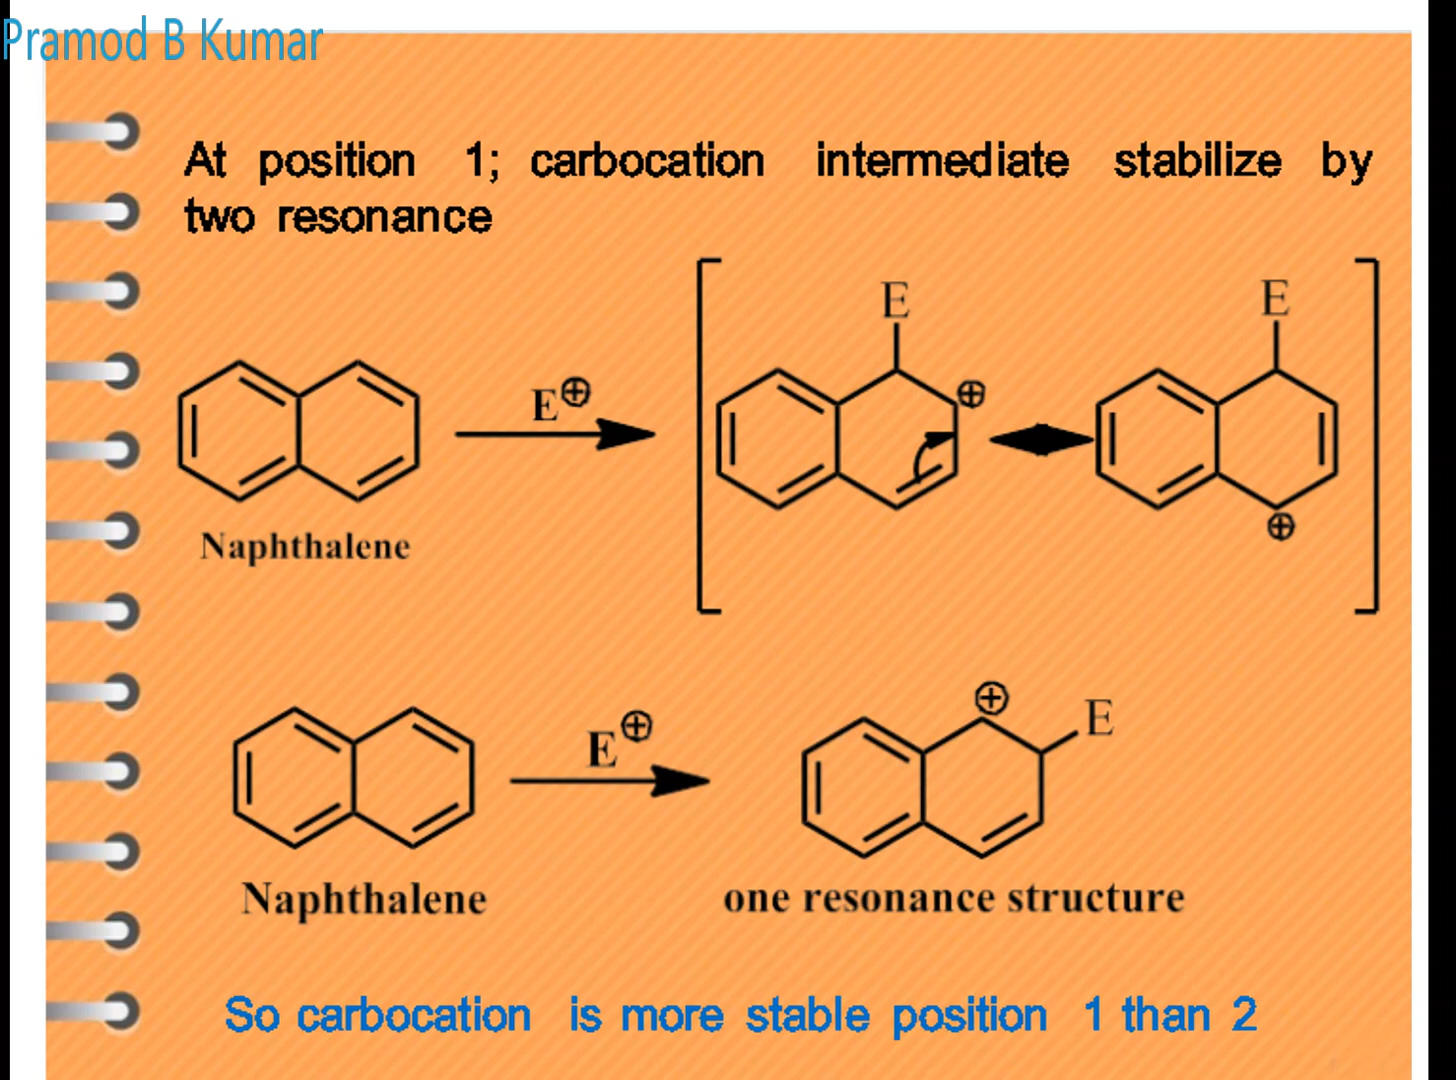 Pramod B Kumar
At position 1; carbocation intermediate stabilize by
two resonance
E
E
E⊕
⊕
⊕
Naphthalene
⊕
E
E⊕
Naphthalene
one resonance structure
So carbocation is more stable position 1 than 2